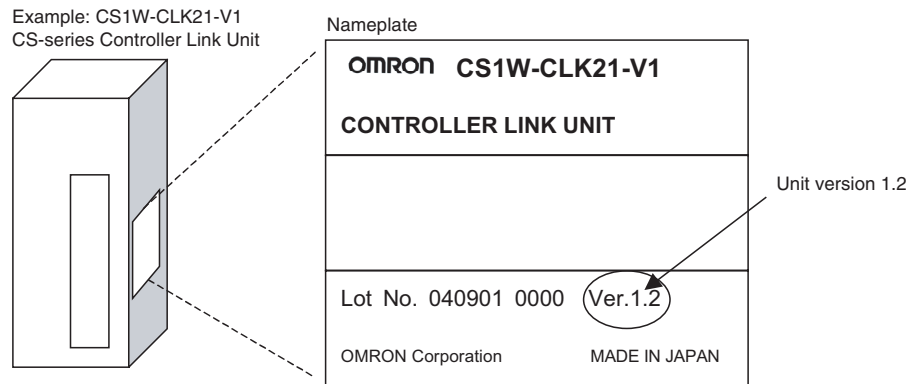 Example: CS1W-CLK21-V1
CS-series Controller Link Unit
Nameplate
OMRON CS1W-CLK21-V1
CONTROLLER LINK UNIT
Unit version 1.2
Lot No. 040901 0000 Ver.1.2
OMRON Corporation MADE IN JAPAN